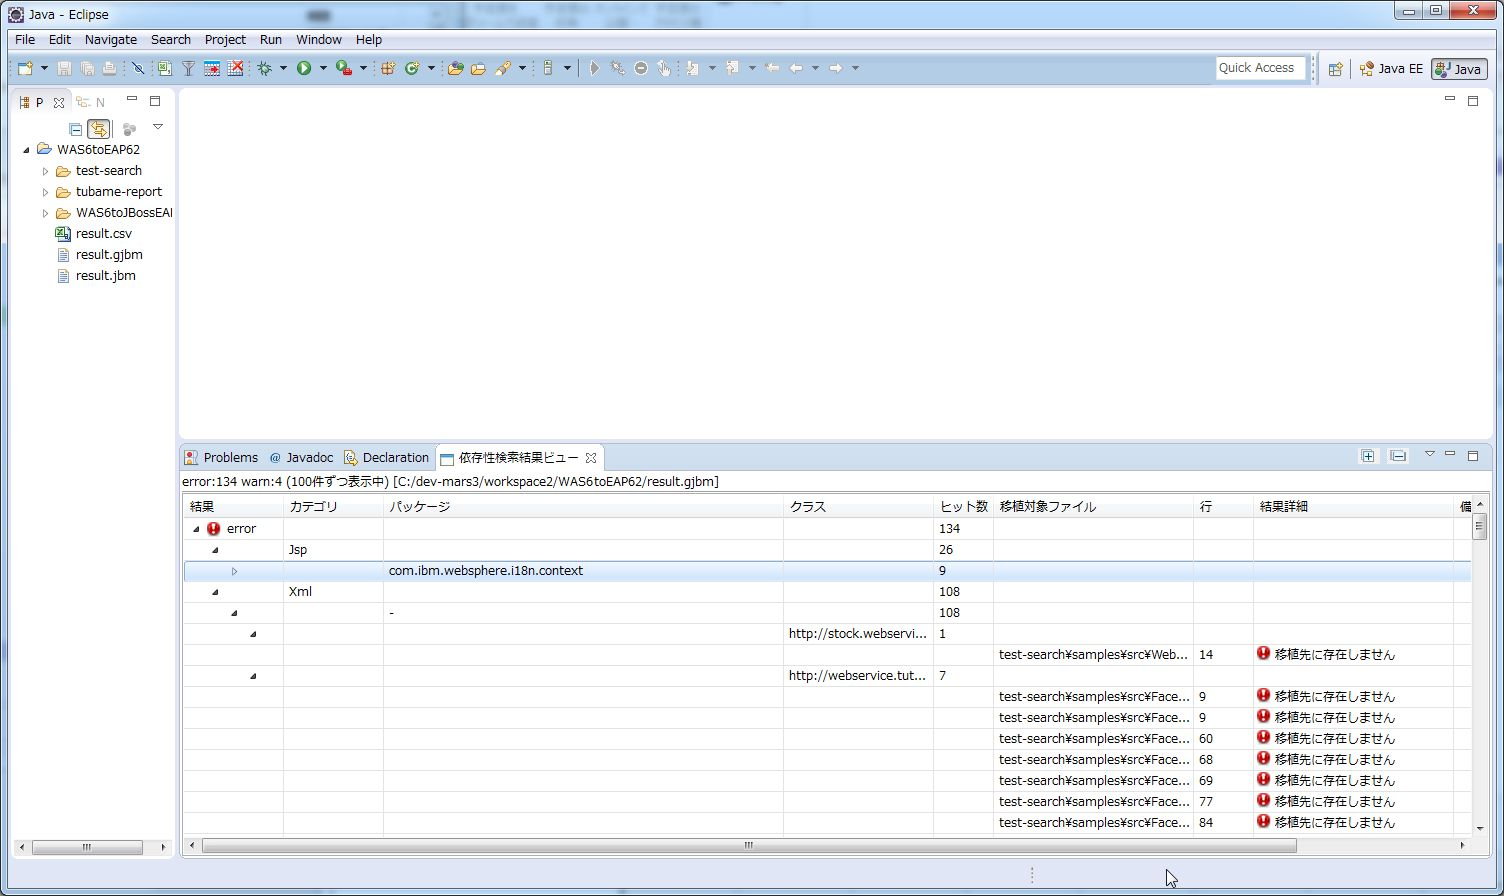 Java - Eclipse
File Edit Navigate Search Project Run Window Help
Quick Access Java EE Java
P N
WAS6toEAP62
test-search
tubame-report
WAS6toJBossEAI
result.csv
result.gjbm
result.jbm
Problems @ Javadoc Declaration 依存性検索結果ビュー
error:134 warn:4 (100件ずつ表示中) [C:/dev-mars3/workspace2/WAS6toEAP62/result.gjbm]
結果 カテゴリ パッケージ クラス ヒット数 移植対象ファイル 行 結果詳細 備
error 134
Jsp 26
com.ibm.websphere.i18n.context 9
Xml 108
- 108
http://stock.webservi... 1
test-search¥samples¥src¥Web... 14 移植先に存在しません
http://webservice.tut... 7
test-search¥samples¥src¥Face... 9 移植先に存在しません
test-search¥samples¥src¥Face... 9 移植先に存在しません
test-search¥samples¥src¥Face... 60 移植先に存在しません
test-search¥samples¥src¥Face... 68 移植先に存在しません
test-search¥samples¥src¥Face... 69 移植先に存在しません
test-search¥samples¥src¥Face... 77 移植先に存在しません
test-search¥samples¥src¥Face... 84 移植先に存在しません